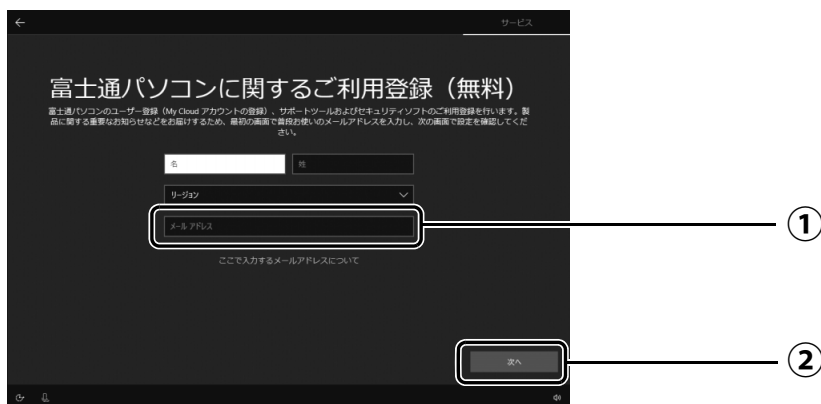 サービス
富士通パソコンに関するご利用登録（無料）
富士通パソコンのユーザー登録（My Cloud アカウントの登録）、サポートツールおよびセキュリティソフトのご利用登録を行います。製
品に関する重要なお知らせなどをお届けするため、最初の画面で普段お使いのメールアドレスを入力し、次の画面で設定を確認してくだ
さい。
名 姓
リージョン
メール アドレス
①
ここで入力するメールアドレスについて
次へ
②